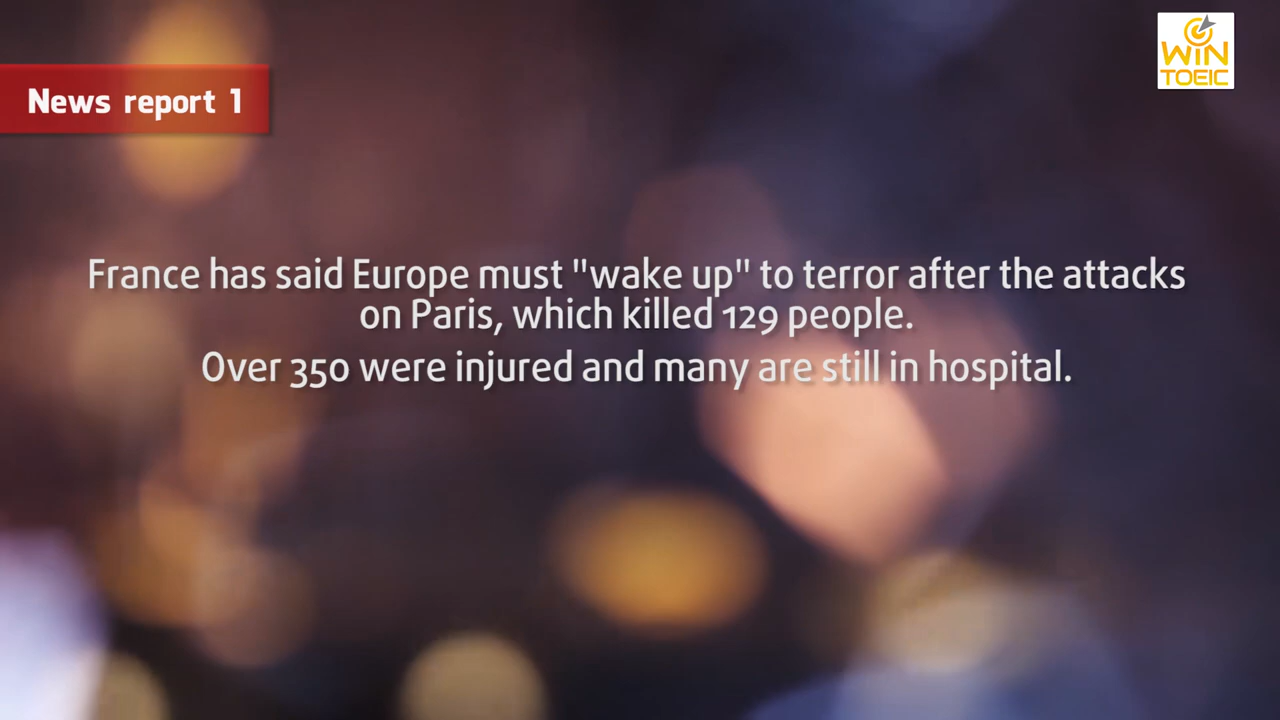 WiN
TOEIC
News report 1
France has said Europe must "wake up" to terror after the attacks
on Paris, which killed 129 people.
Over 350 were injured and many are still in hospital.